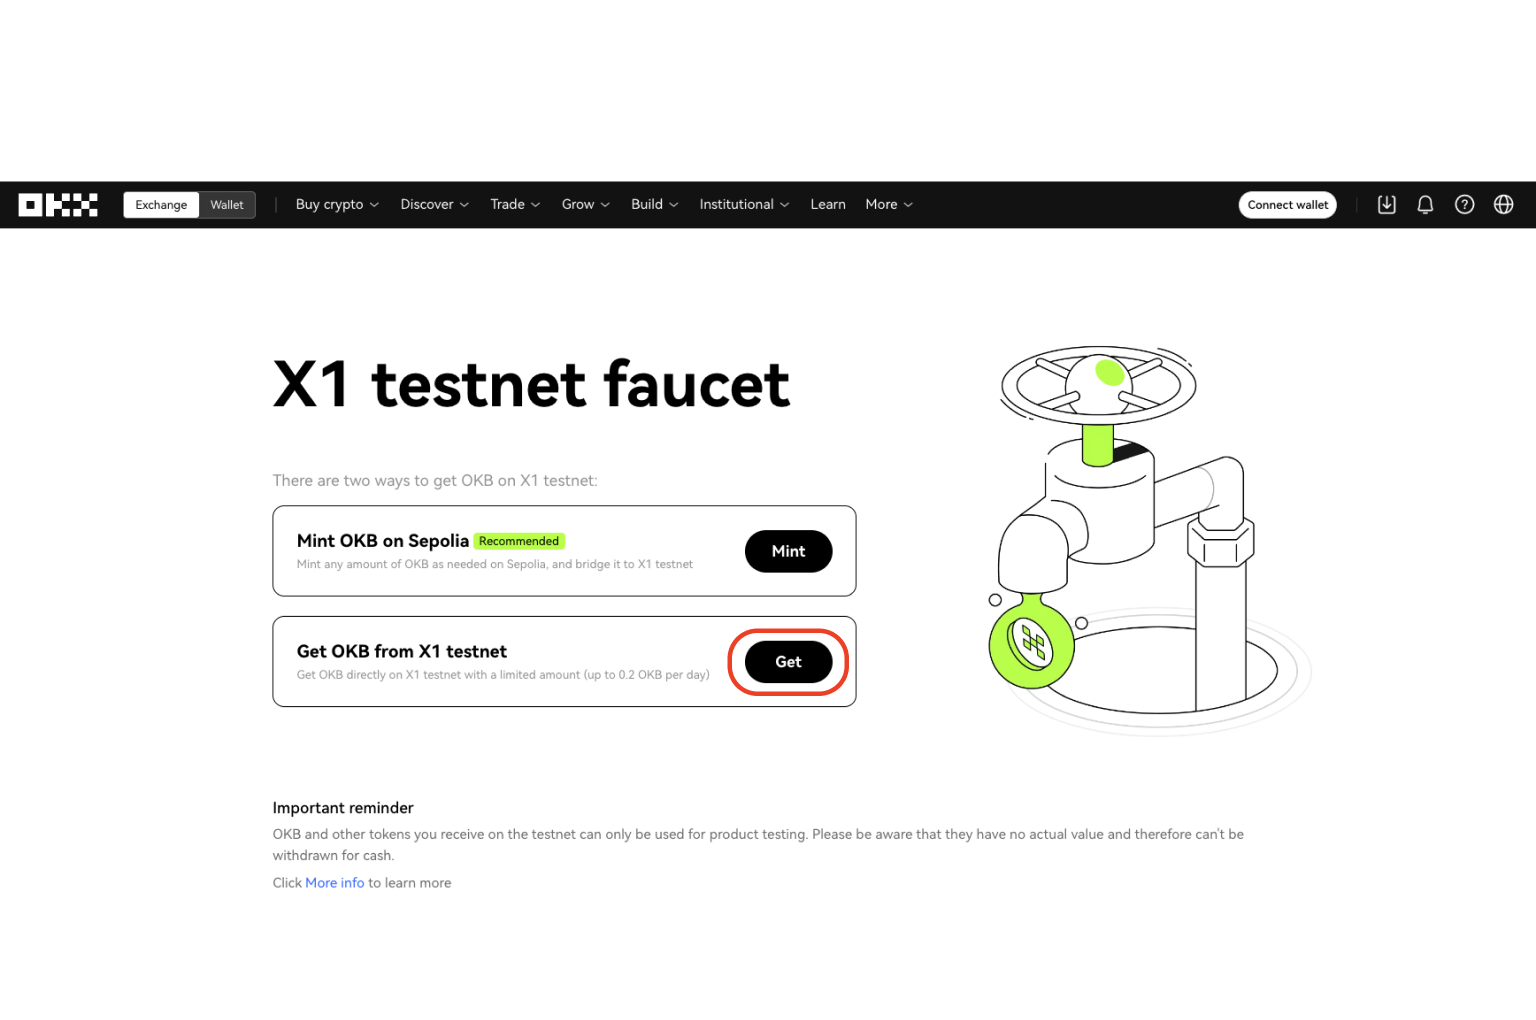 OKX Exchange Wallet Buy crypto Discover Trade Grow Build Institutional Learn More Connect wallet
X1 testnet faucet
There are two ways to get OKB on X1 testnet:
Mint OKB on Sepolia Recommended
Mint any amount of OKB as needed on Sepolia, and bridge it to X1 testnet
Mint
Get OKB from X1 testnet
Get OKB directly on X1 testnet with a limited amount (up to 0.2 OKB per day)
Get
Important reminder
OKB and other tokens you receive on the testnet can only be used for product testing. Please be aware that they have no actual value and therefore can't be
withdrawn for cash.
Click More info to learn more